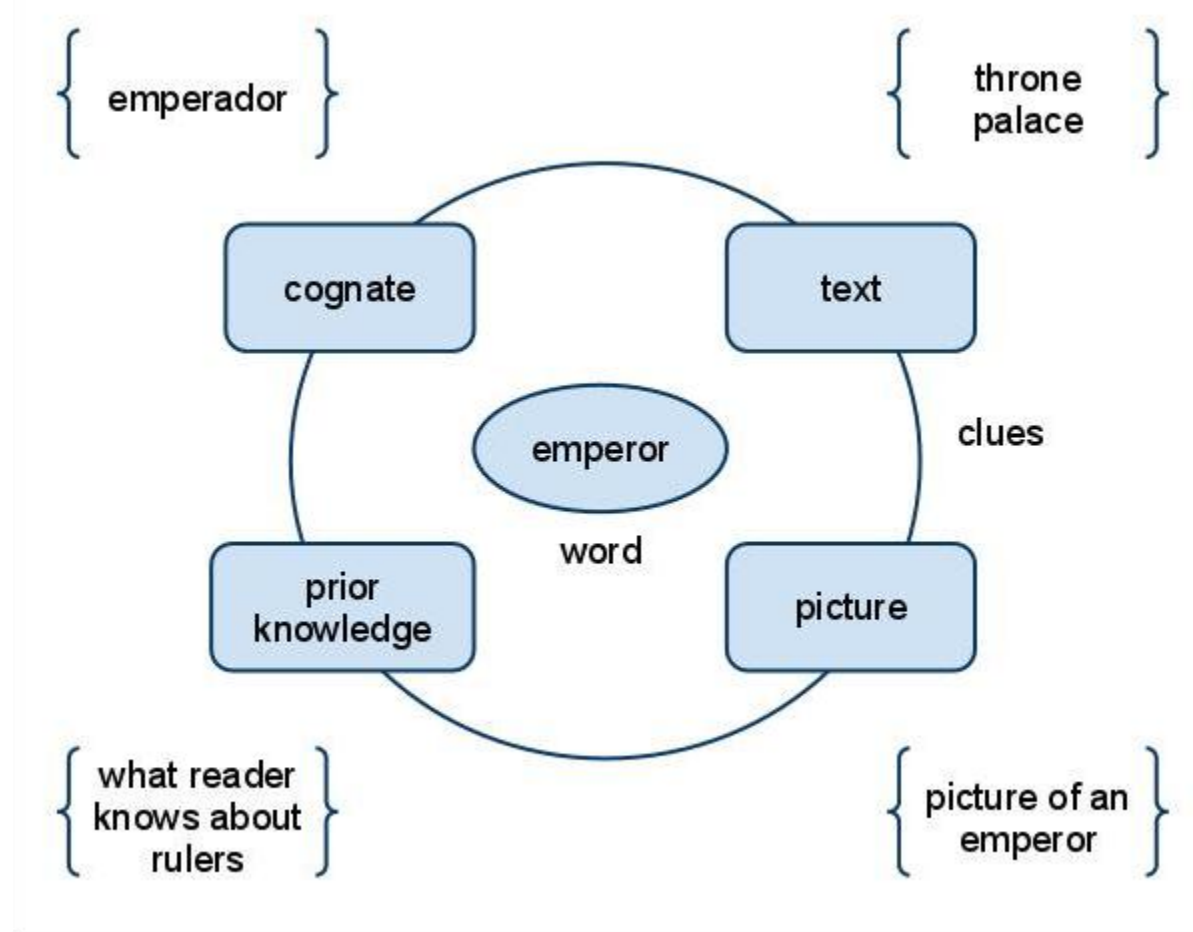 emperador
throne
palace
cognate
text
emperor
clues
word
prior
knowledge
picture
what reader
knows about
rulers
picture of an
emperor